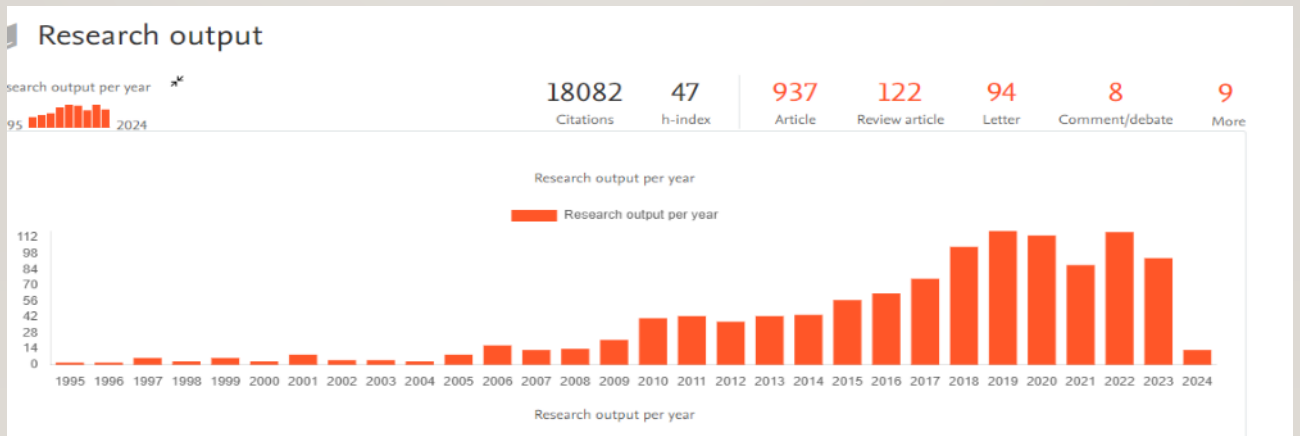 Research output
search output per year
95 2024
18082 47 937 122 94 8 9
Citations h-index Article Review article Letter Comment/debate More
Research output per year
Research output per year
112
98
84
70
56
42
28
14
0
1995 1996 1997 1998 1999 2000 2001 2002 2003 2004 2005 2006 2007 2008 2009 2010 2011 2012 2013 2014 2015 2016 2017 2018 2019 2020 2021 2022 2023 2024
Research output per year